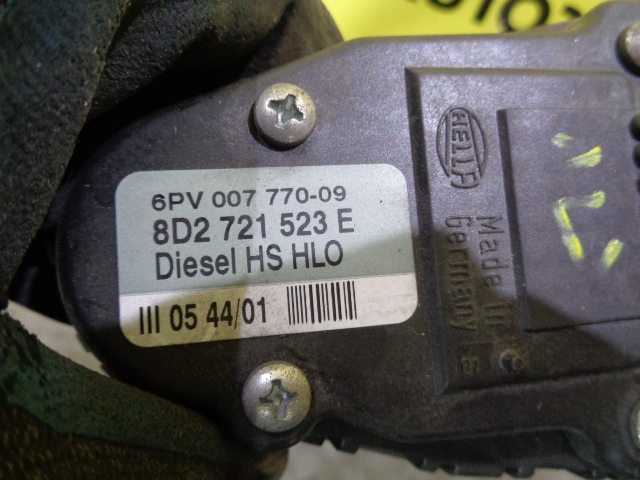 6PV 007 770-09
8D2 721 523 E
Diesel HS HLO
III 05 44/01
HELLA
Made in
Germany